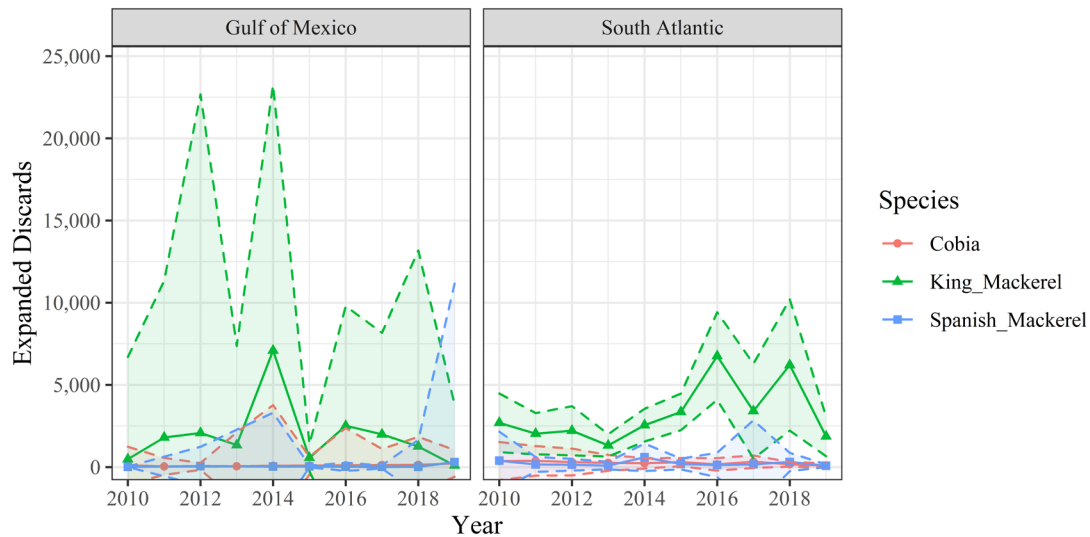 Gulf of Mexico
South Atlantic
25,000
20,000
15,000
10,000
5,000
0
Expanded Discards
2010
2012
2014
2016
2018
2010
2012
2014
2016
2018
Year
Species
Cobia
King_Mackerel
Spanish_Mackerel